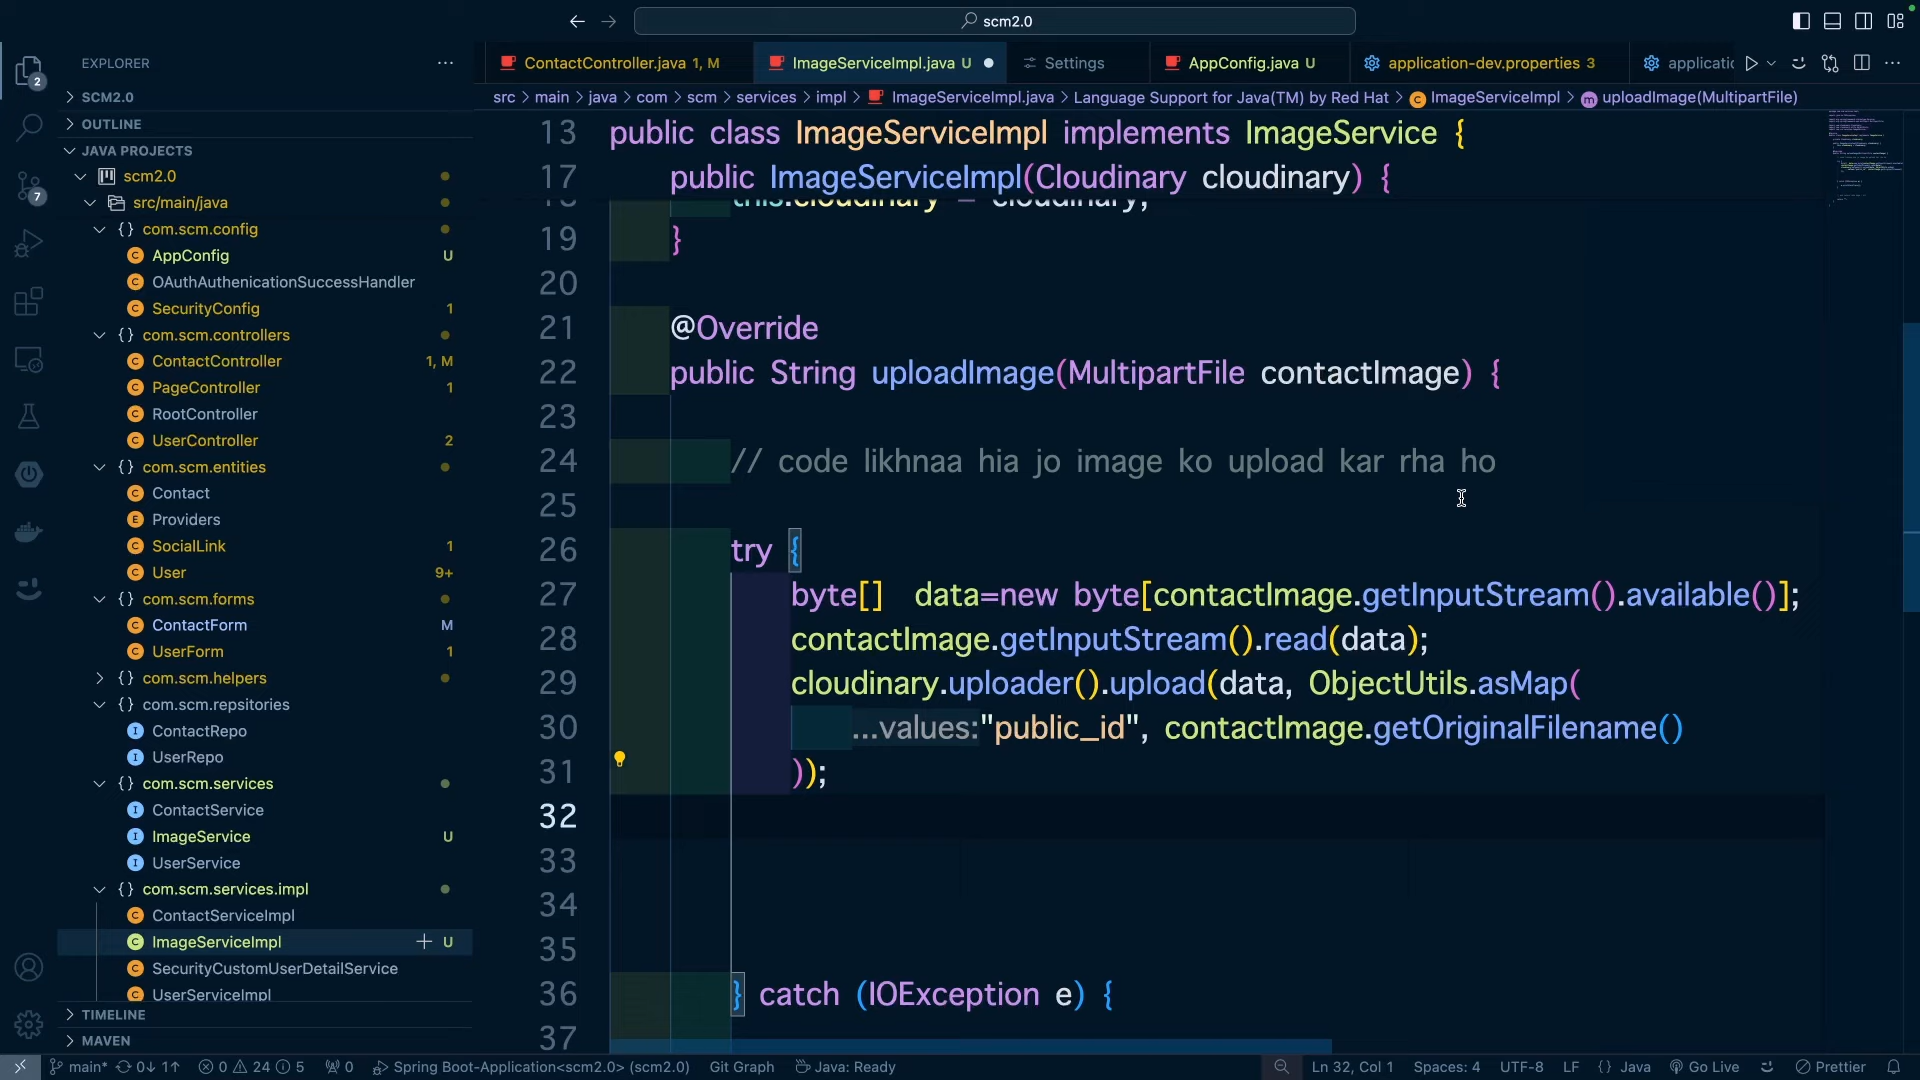 scm2.0
EXPLORER
ContactController.java 1, M
ImageServiceImpl.java U
Settings
AppConfig.java U
application-dev.properties 3
applicatic
src > main > java > com > scm > services > impl > ImageServiceImpl.java > Language Support for Java(TM) by Red Hat > ImageServiceImpl > uploadImage(MultipartFile)
2
7
SCM2.0
OUTLINE
JAVA PROJECTS
scm2.0
src/main/java
{} com.scm.config
AppConfig U
OAuthAuthenicationSuccessHandler
SecurityConfig 1
{} com.scm.controllers
ContactController 1, M
PageController 1
RootController
UserController 2
{} com.scm.entities
Contact
Providers
SocialLink 1
User 9+
{} com.scm.forms
ContactForm M
UserForm 1
{} com.scm.helpers
{} com.scm.repsitories
ContactRepo
UserRepo
{} com.scm.services
ContactService
ImageService U
UserService
{} com.scm.services.impl
ContactServiceImpl
ImageServiceImpl U
SecurityCustomUserDetailService
UserServiceImpl
TIMELINE
MAVEN
13 public class ImageServiceImpl implements ImageService {
17 public ImageServiceImpl(Cloudinary cloudinary) {
18 this.cloudinary = cloudinary;
19 }
20
21 @Override
22 public String uploadImage(MultipartFile contactImage) {
23
24 // code likhnaa hia jo image ko upload kar rha ho
25
26 try {
27 byte[] data=new byte[contactImage.getInputStream().available()];
28 contactImage.getInputStream().read(data);
29 cloudinary.uploader().upload(data, ObjectUtils.asMap(
30 ...values:"public_id", contactImage.getOriginalFilename()
31 ));
32
33
34
35
36 } catch (IOException e) {
37
main* 0↓ 1↑ 0 24 5 0 Spring Boot-Application<scm2.0> (scm2.0) Git Graph Java: Ready Ln 32, Col 1 Spaces: 4 UTF-8 LF {} Java Go Live Prettier